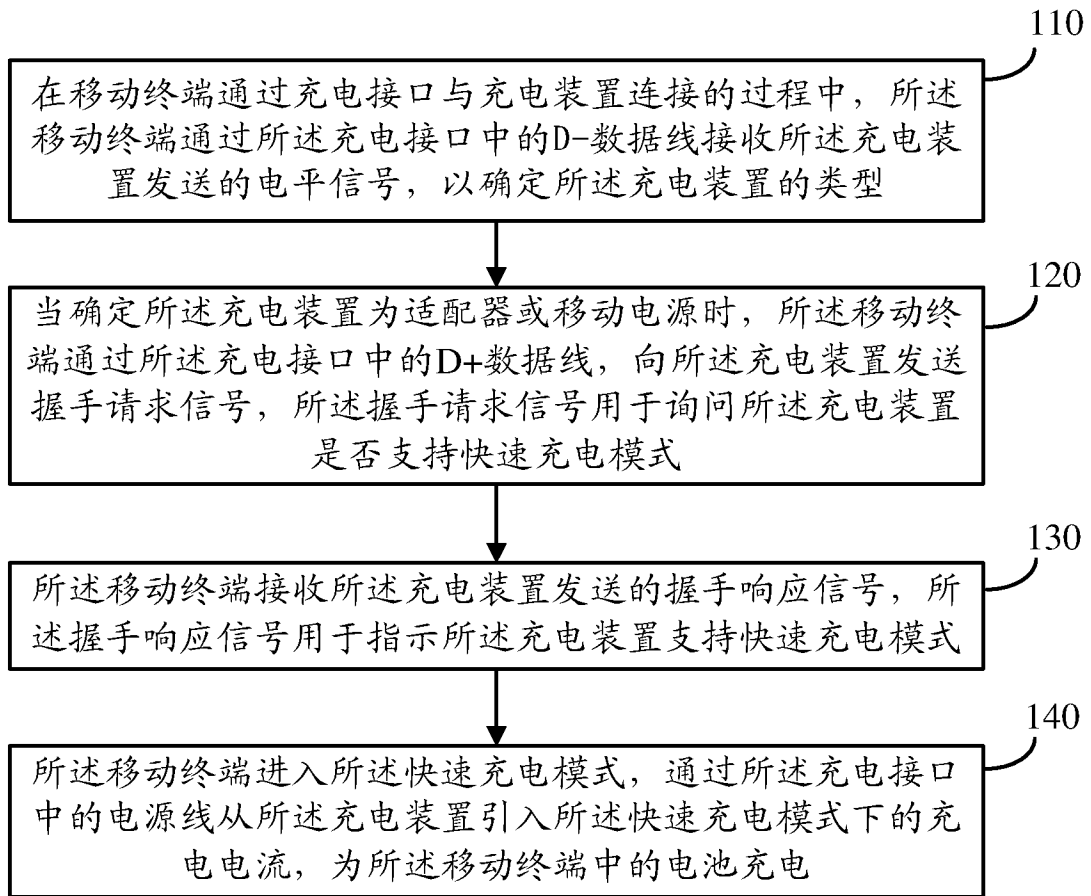 110
在移动终端通过充电接口与充电装置连接的过程中，所述
移动终端通过所述充电接口中的D-数据线接收所述充电装
置发送的电平信号，以确定所述充电装置的类型
120
当确定所述充电装置为适配器或移动电源时，所述移动终
端通过所述充电接口中的D+数据线，向所述充电装置发送
握手请求信号，所述握手请求信号用于询问所述充电装置
是否支持快速充电模式
130
所述移动终端接收所述充电装置发送的握手响应信号，所
述握手响应信号用于指示所述充电装置支持快速充电模式
140
所述移动终端进入所述快速充电模式，通过所述充电接口
中的电源线从所述充电装置引入所述快速充电模式下的充
电电流，为所述移动终端中的电池充电